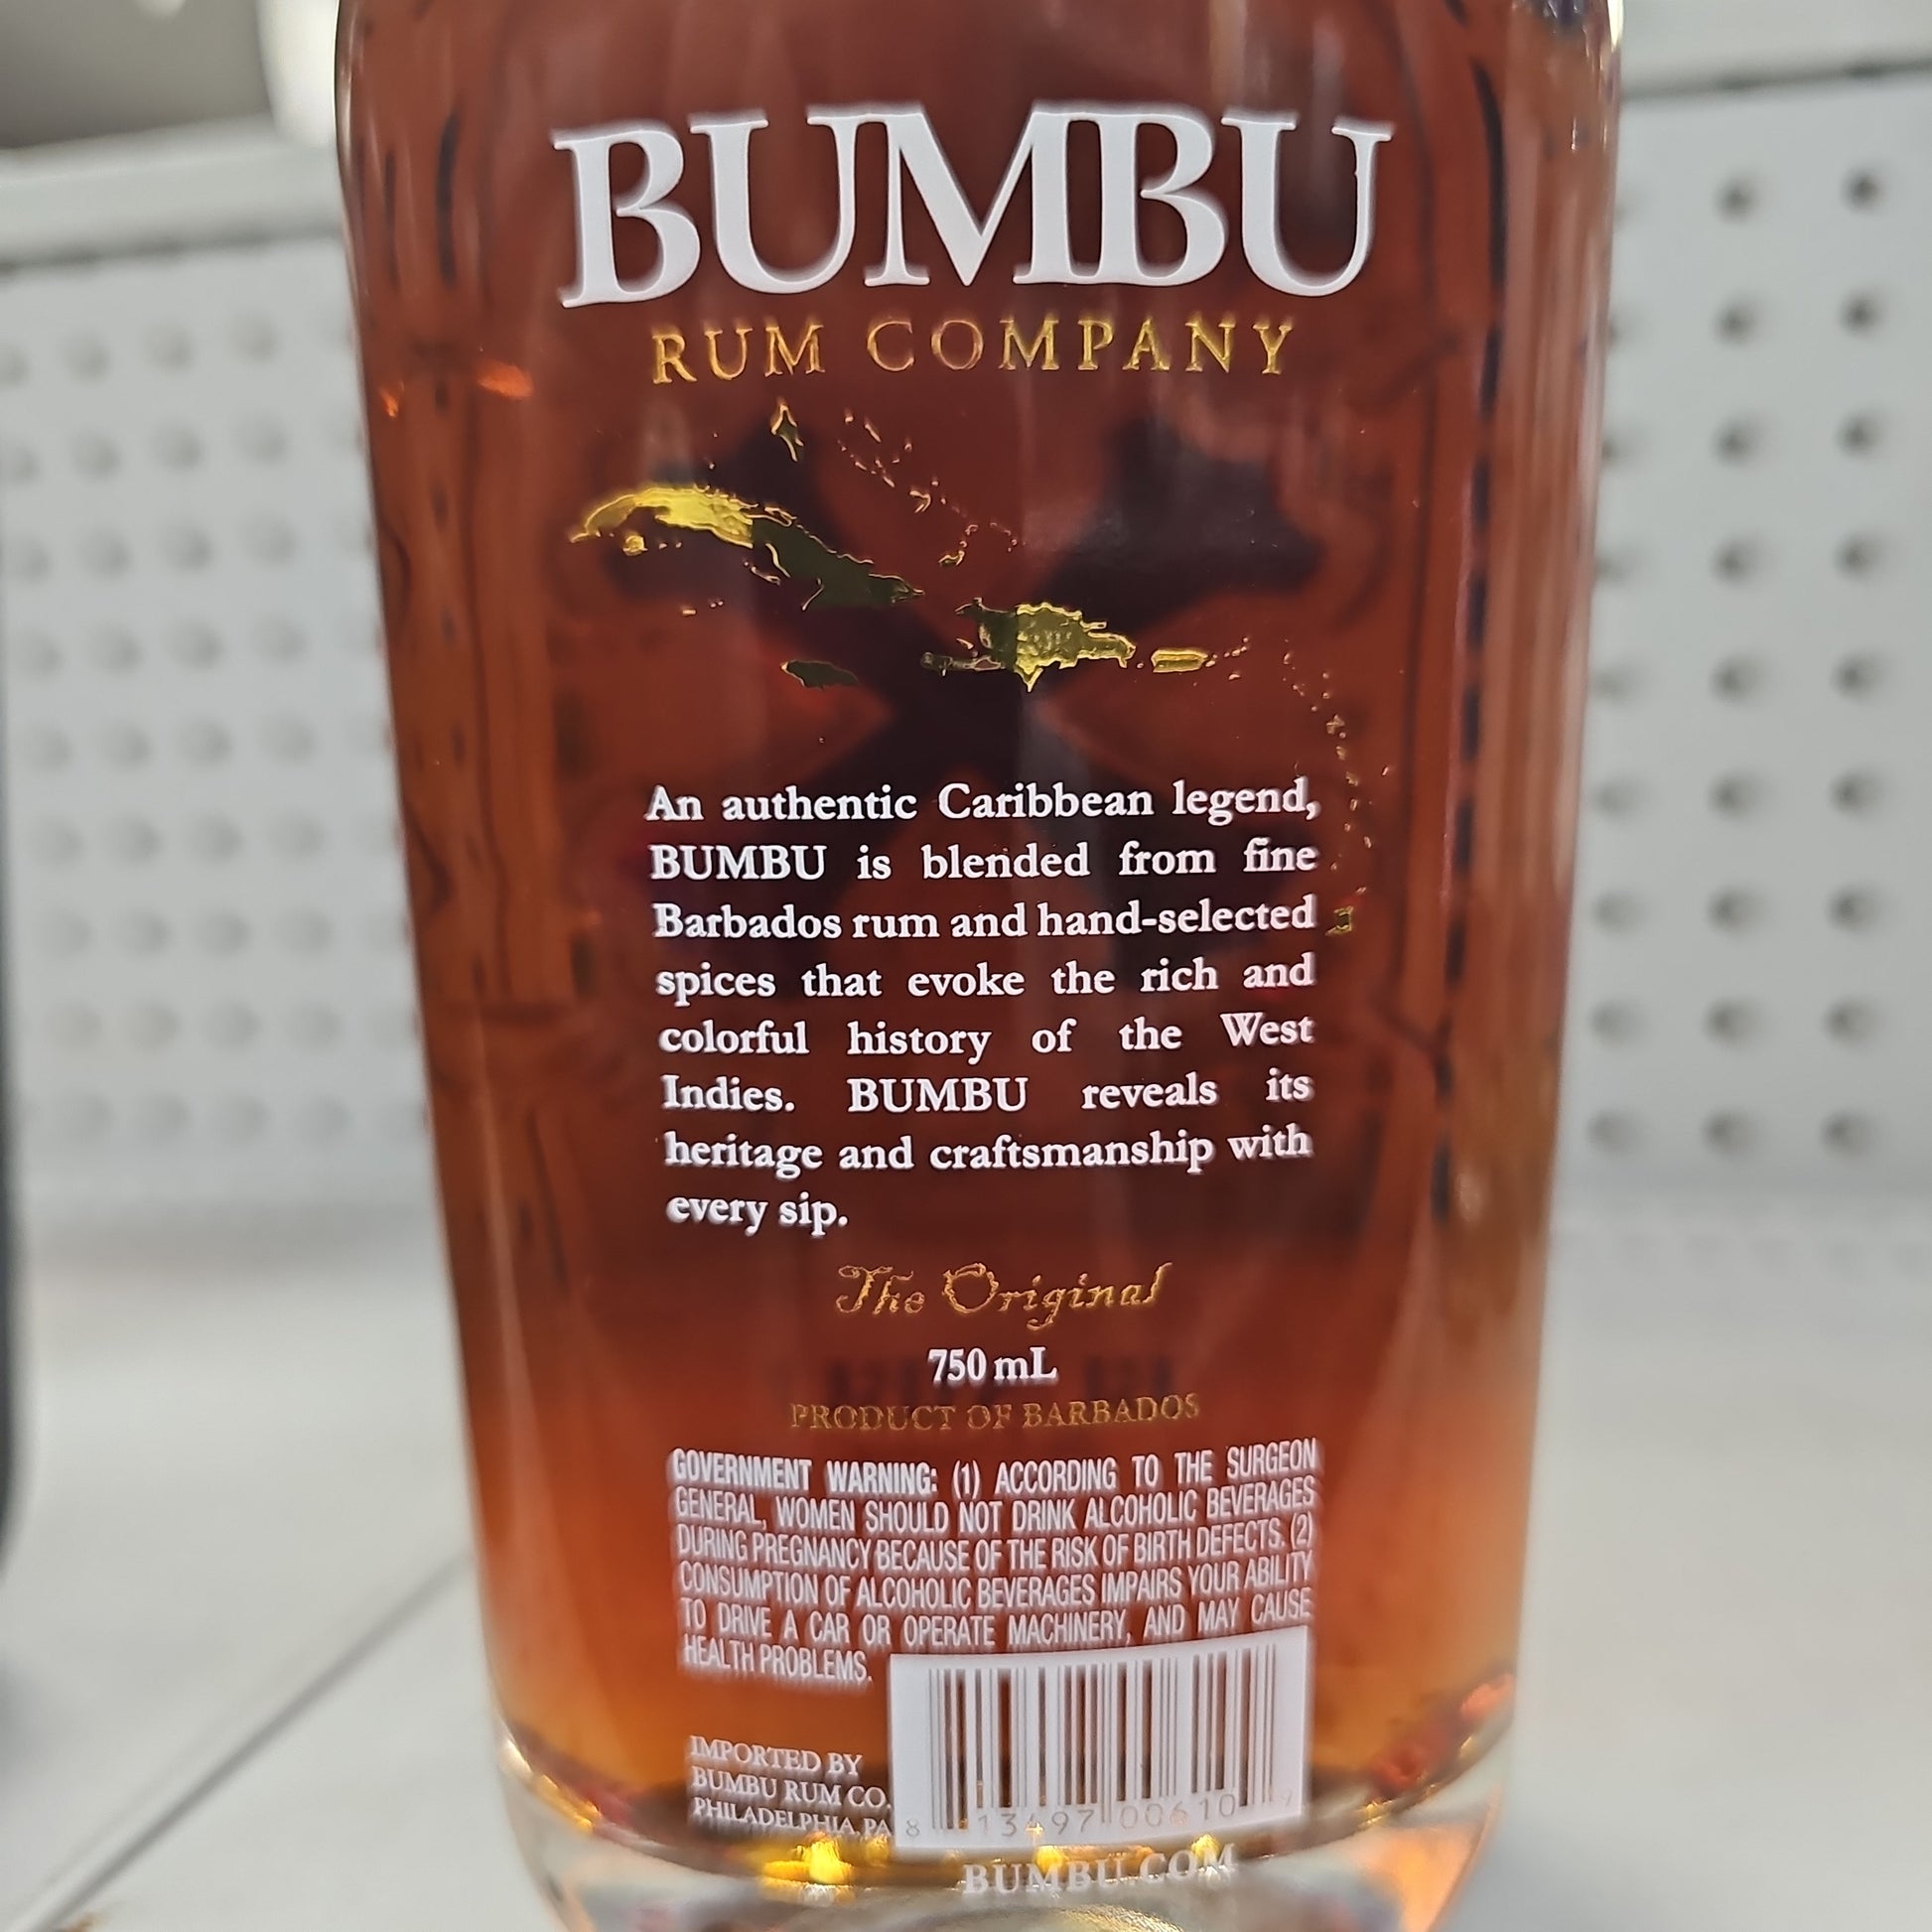 BUMBU
RUM COMPANY
An authentic Caribbean legend,
BUMBU is blended from fine
Barbados rum and hand-selected
spices that evoke the rich and
colorful history of the West
Indies. BUMBU reveals its
heritage and craftsmanship with
every sip.
The Original
750 mL
PRODUCT OF BARBADOS
GOVERNMENT WARNING: (1) ACCORDING TO THE SURGEON
GENERAL, WOMEN SHOULD NOT DRINK ALCOHOLIC BEVERAGES
DURING PREGNANCY BECAUSE OF THE RISK OF BIRTH DEFECTS. (2)
CONSUMPTION OF ALCOHOLIC BEVERAGES IMPAIRS YOUR ABILITY
TO DRIVE A CAR OR OPERATE MACHINERY, AND MAY CAUSE
HEALTH PROBLEMS.
IMPORTED BY
BUMBU RUM CO.
PHILADELPHIA, PA
8 13497 00610 9
BUMBU.COM